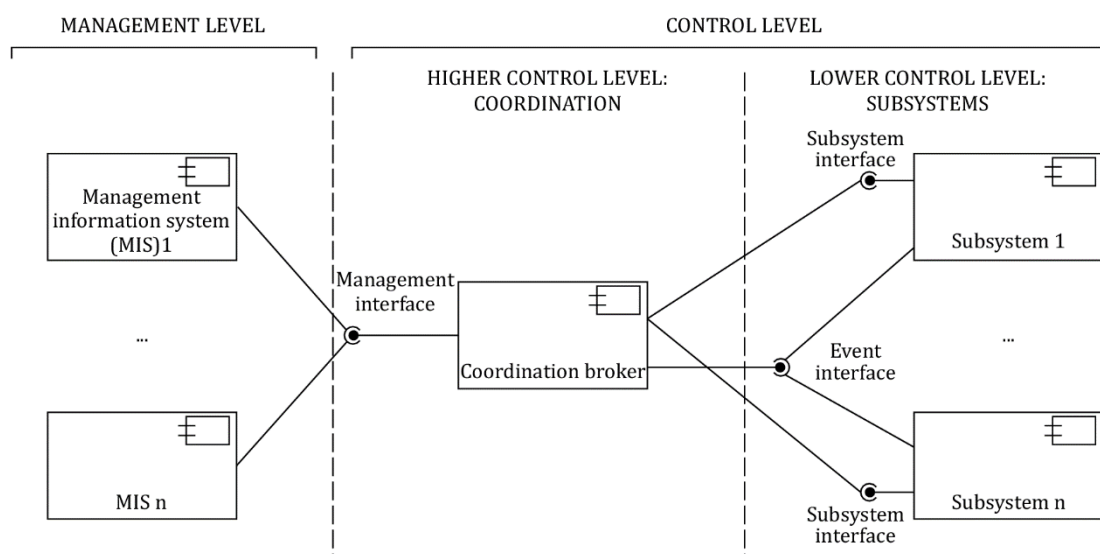 MANAGEMENT LEVEL
CONTROL LEVEL
HIGHER CONTROL LEVEL:
COORDINATION
LOWER CONTROL LEVEL:
SUBSYSTEMS
Management
information system
(MIS)1
...
MIS n
Management
interface
Coordination broker
Subsystem
interface
Subsystem 1
Event
interface
...
Subsystem n
Subsystem
interface